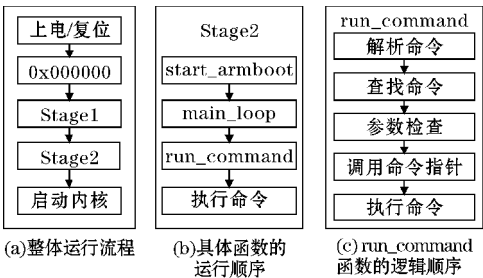 上电/复位
0x000000
Stage1
Stage2
启动内核
(a)整体运行流程
Stage2
start_armboot
main_loop
run_command
执行命令
(b)具体函数的
运行顺序
run_command
解析命令
查找命令
参数检查
调用命令指针
执行命令
(c) run_command
函数的逻辑顺序